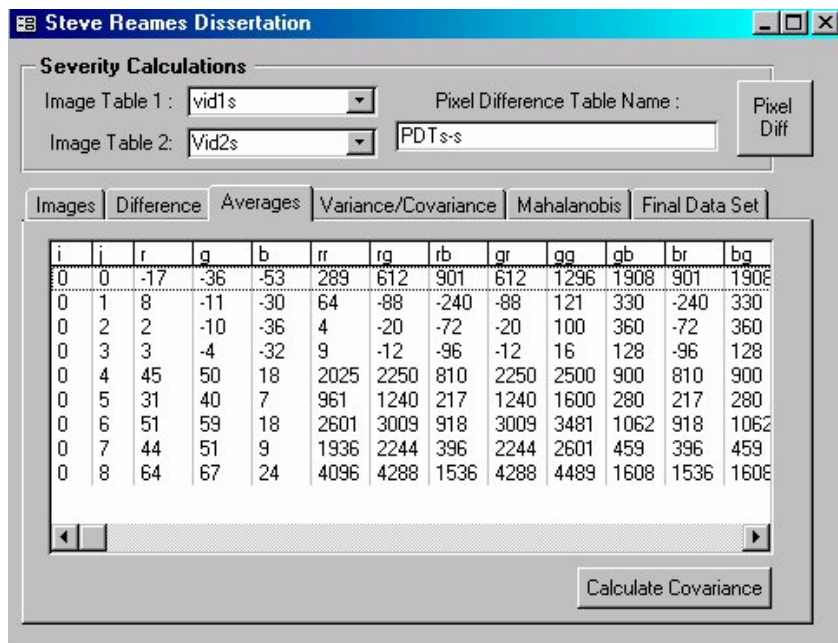 Steve Reames Dissertation
Severity Calculations
Image Table 1 : vid1s Pixel Difference Table Name :
Image Table 2: Vid2s PDTs-s
Pixel
Diff
Images Difference Averages Variance/Covariance Mahalanobis Final Data Set
i j r g b rr rg rb gr gg gb br bg
0 0 -17 -36 -53 289 612 901 612 1296 1908 901 1908
0 1 8 -11 -30 64 -88 -240 -88 121 330 -240 330
0 2 2 -10 -36 4 -20 -72 -20 100 360 -72 360
0 3 3 -4 -32 9 -12 -96 -12 16 128 -96 128
0 4 45 50 18 2025 2250 810 2250 2500 900 810 900
0 5 31 40 7 961 1240 217 1240 1600 280 217 280
0 6 51 59 18 2601 3009 918 3009 3481 1062 918 1062
0 7 44 51 9 1936 2244 396 2244 2601 459 396 459
0 8 64 67 24 4096 4288 1536 4288 4489 1608 1536 1608
Calculate Covariance